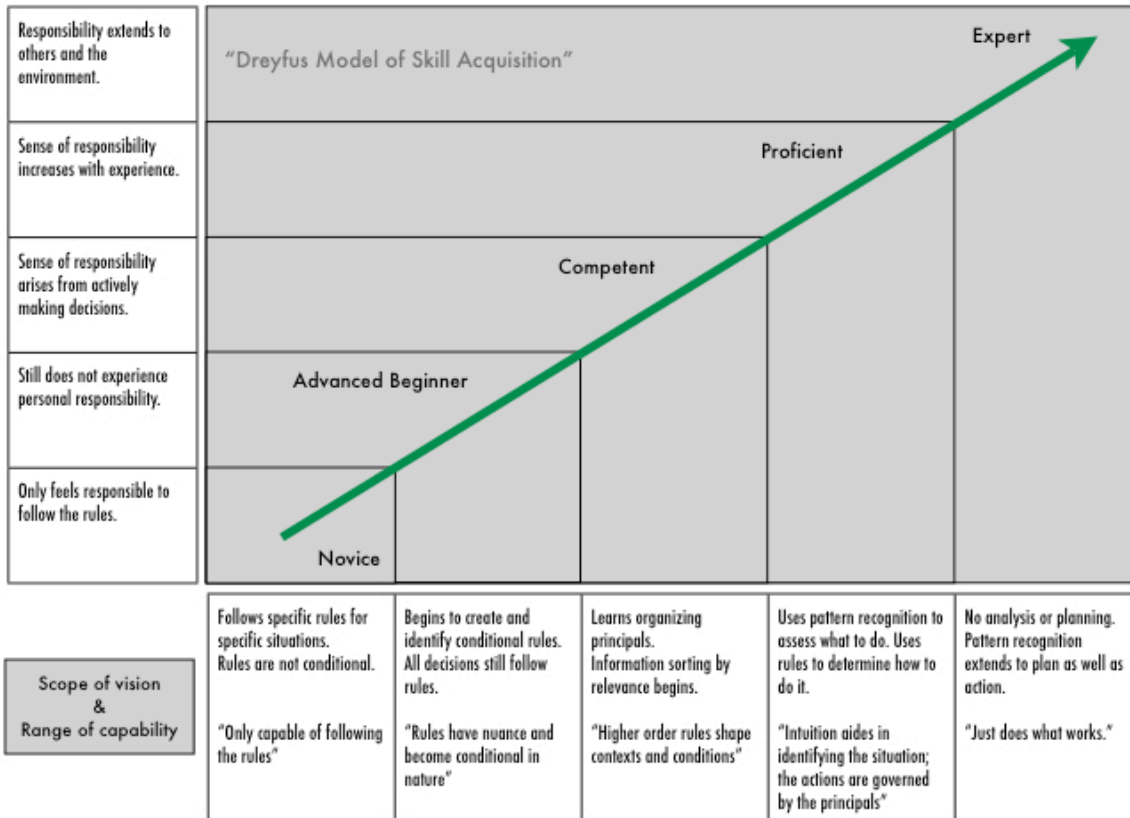 Responsibility extends to
others and the
environment.
"Dreyfus Model of Skill Acquisition"
Expert
Sense of responsibility
increases with experience.
Proficient
Sense of responsibility
arises from actively
making decisions.
Competent
Still does not experience
personal responsibility.
Advanced Beginner
Only feels responsible to
follow the rules.
Novice
Scope of vision
&
Range of capability
Follows specific rules for
specific situations.
Rules are not conditional.
"Only capable of following
the rules"
Begins to create and
identify conditional rules.
All decisions still follow
rules.
"Rules have nuance and
become conditional in
nature"
Learns organizing
principals.
Information sorting by
relevance begins.
"Higher order rules shape
contexts and conditions"
Uses pattern recognition to
assess what to do. Uses
rules to determine how to
do it.
"Intuition aides in
identifying the situation;
the actions are governed
by the principals"
No analysis or planning.
Pattern recognition
extends to plan as well as
action.
"Just does what works."